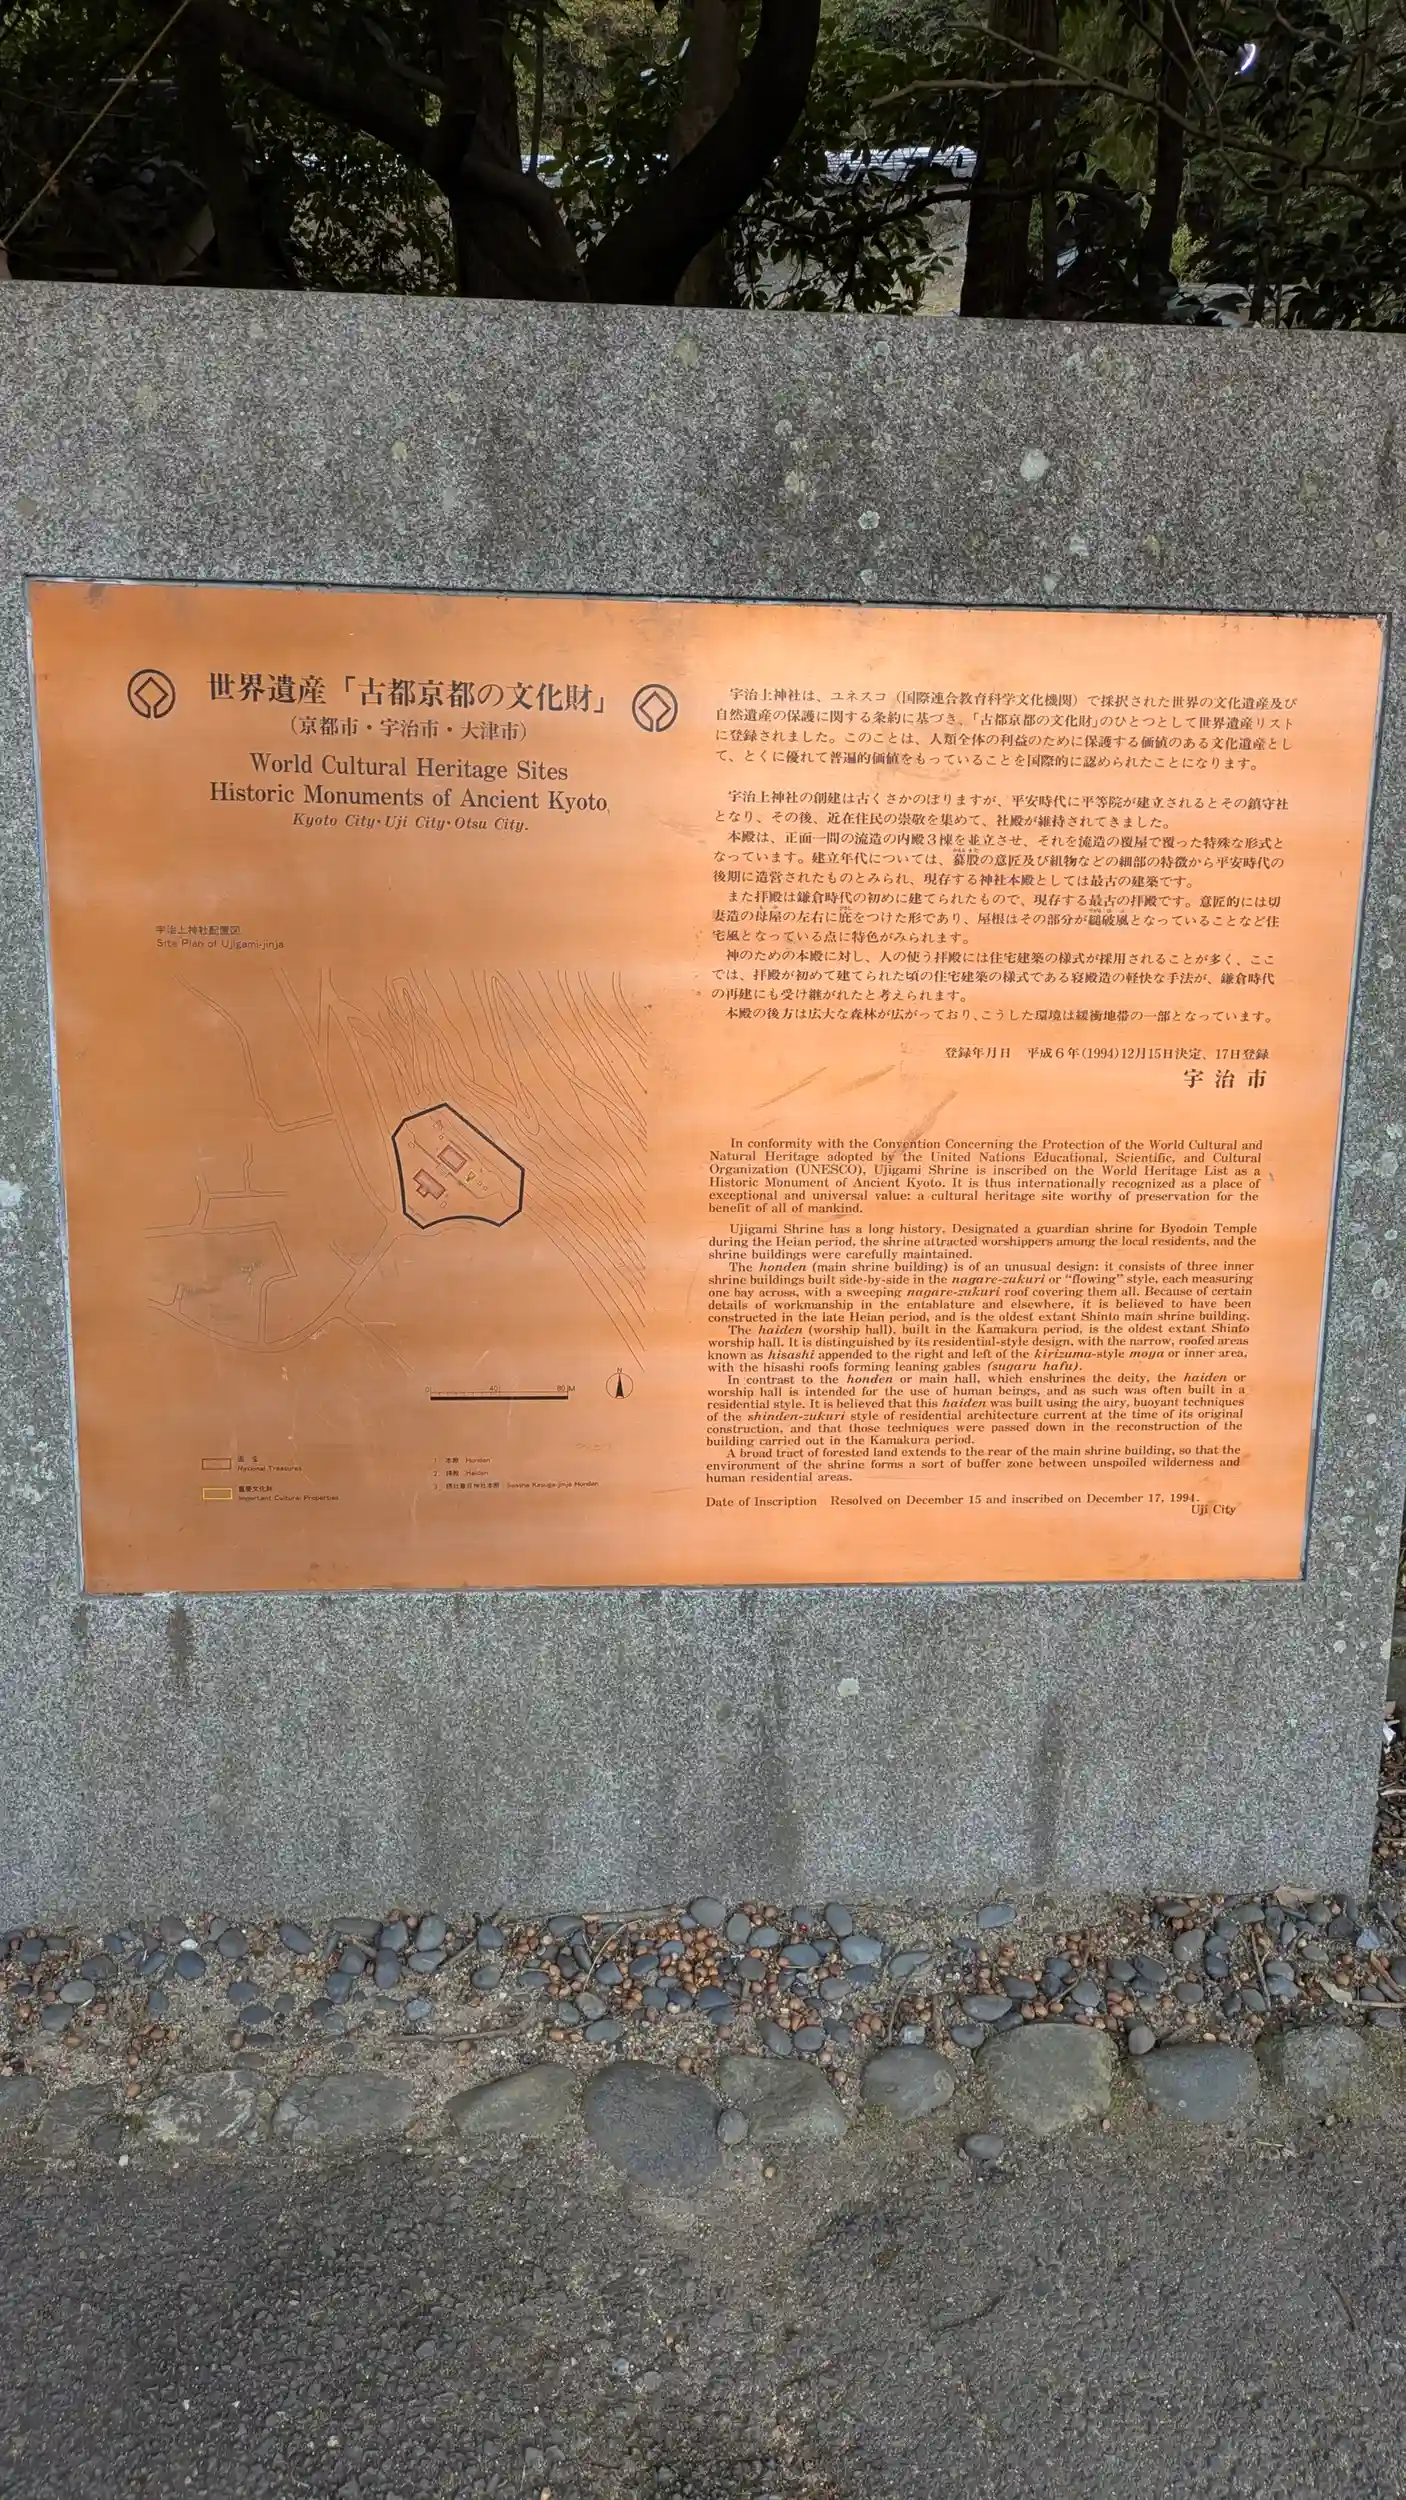 世界遺産「古都京都の文化財」
(京都市・宇治市・大津市)
World Cultural Heritage Sites
Historic Monuments of Ancient Kyoto
Kyoto City・Uji City・Otsu City.
宇治上神社配置図
Site Plan of Ujigami-jinja
0 40 80M
N
国宝
National Treasures
重要文化財
Important Cultural Properties
1 本殿 Honden
2 拝殿 Haiden
3 摂社春日神社本殿 Sessha Kasuga-jinja Honden
宇治上神社は、ユネスコ（国際連合教育科学文化機関）で採択された世界の文化遺産及び
自然遺産の保護に関する条約に基づき、「古都京都の文化財」のひとつとして世界遺産リスト
に登録されました。このことは、人類全体の利益のために保護する価値のある文化遺産とし
て、とくに優れて普遍的価値をもっていることを国際的に認められたことになります。
宇治上神社の創建は古くさかのぼりますが、平安時代に平等院が建立されるとその鎮守社
となり、その後、近在住民の崇敬を集めて、社殿が維持されてきました。
本殿は、正面一間の流造の内殿3棟を並立させ、それを流造の覆屋で覆った特殊な形式と
なっています。建立年代については、蟇股の意匠及び組物などの細部の特徴から平安時代の
後期に造営されたものとみられ、現存する神社本殿としては最古の建築です。
また拝殿は鎌倉時代の初めに建てられたもので、現存する最古の拝殿です。意匠的には切
妻造の母屋の左右に庇をつけた形であり、屋根はその部分が縋破風となっていることなど住
宅風となっている点に特色がみられます。
神のための本殿に対し、人の使う拝殿には住宅建築の様式が採用されることが多く、ここ
では、拝殿が初めて建てられた頃の住宅建築の様式である寝殿造の軽快な手法が、鎌倉時代
の再建にも受け継がれたと考えられます。
本殿の後方は広大な森林が広がっており、こうした環境は緩衝地帯の一部となっています。
登録年月日 平成6年(1994)12月15日決定、17日登録
宇治市
In conformity with the Convention Concerning the Protection of the World Cultural and
Natural Heritage adopted by the United Nations Educational, Scientific, and Cultural
Organization (UNESCO), Ujigami Shrine is inscribed on the World Heritage List as a
Historic Monument of Ancient Kyoto. It is thus internationally recognized as a place of
exceptional and universal value: a cultural heritage site worthy of preservation for the
benefit of all of mankind.
Ujigami Shrine has a long history. Designated a guardian shrine for Byodoin Temple
during the Heian period, the shrine attracted worshippers among the local residents, and the
shrine buildings were carefully maintained.
The honden (main shrine building) is of an unusual design: it consists of three inner
shrine buildings built side-by-side in the nagare-zukuri or “flowing” style, each measuring
one bay across, with a sweeping nagare-zukuri roof covering them all. Because of certain
details of workmanship in the entablature and elsewhere, it is believed to have been
constructed in the late Heian period, and is the oldest extant Shinto main shrine building.
The haiden (worship hall), built in the Kamakura period, is the oldest extant Shinto
worship hall. It is distinguished by its residential-style design, with the narrow, roofed areas
known as hisashi appended to the right and left of the kirizuma-style moya or inner area,
with the hisashi roofs forming leaning gables (sugaru hafu).
In contrast to the honden or main hall, which enshrines the deity, the haiden or
worship hall is intended for the use of human beings, and as such was often built in a
residential style. It is believed that this haiden was built using the airy, buoyant techniques
of the shinden-zukuri style of residential architecture current at the time of its original
construction, and that those techniques were passed down in the reconstruction of the
building carried out in the Kamakura period.
A broad tract of forested land extends to the rear of the main shrine building, so that the
environment of the shrine forms a sort of buffer zone between unspoiled wilderness and
human residential areas.
Date of Inscription Resolved on December 15 and inscribed on December 17, 1994.
Uji City